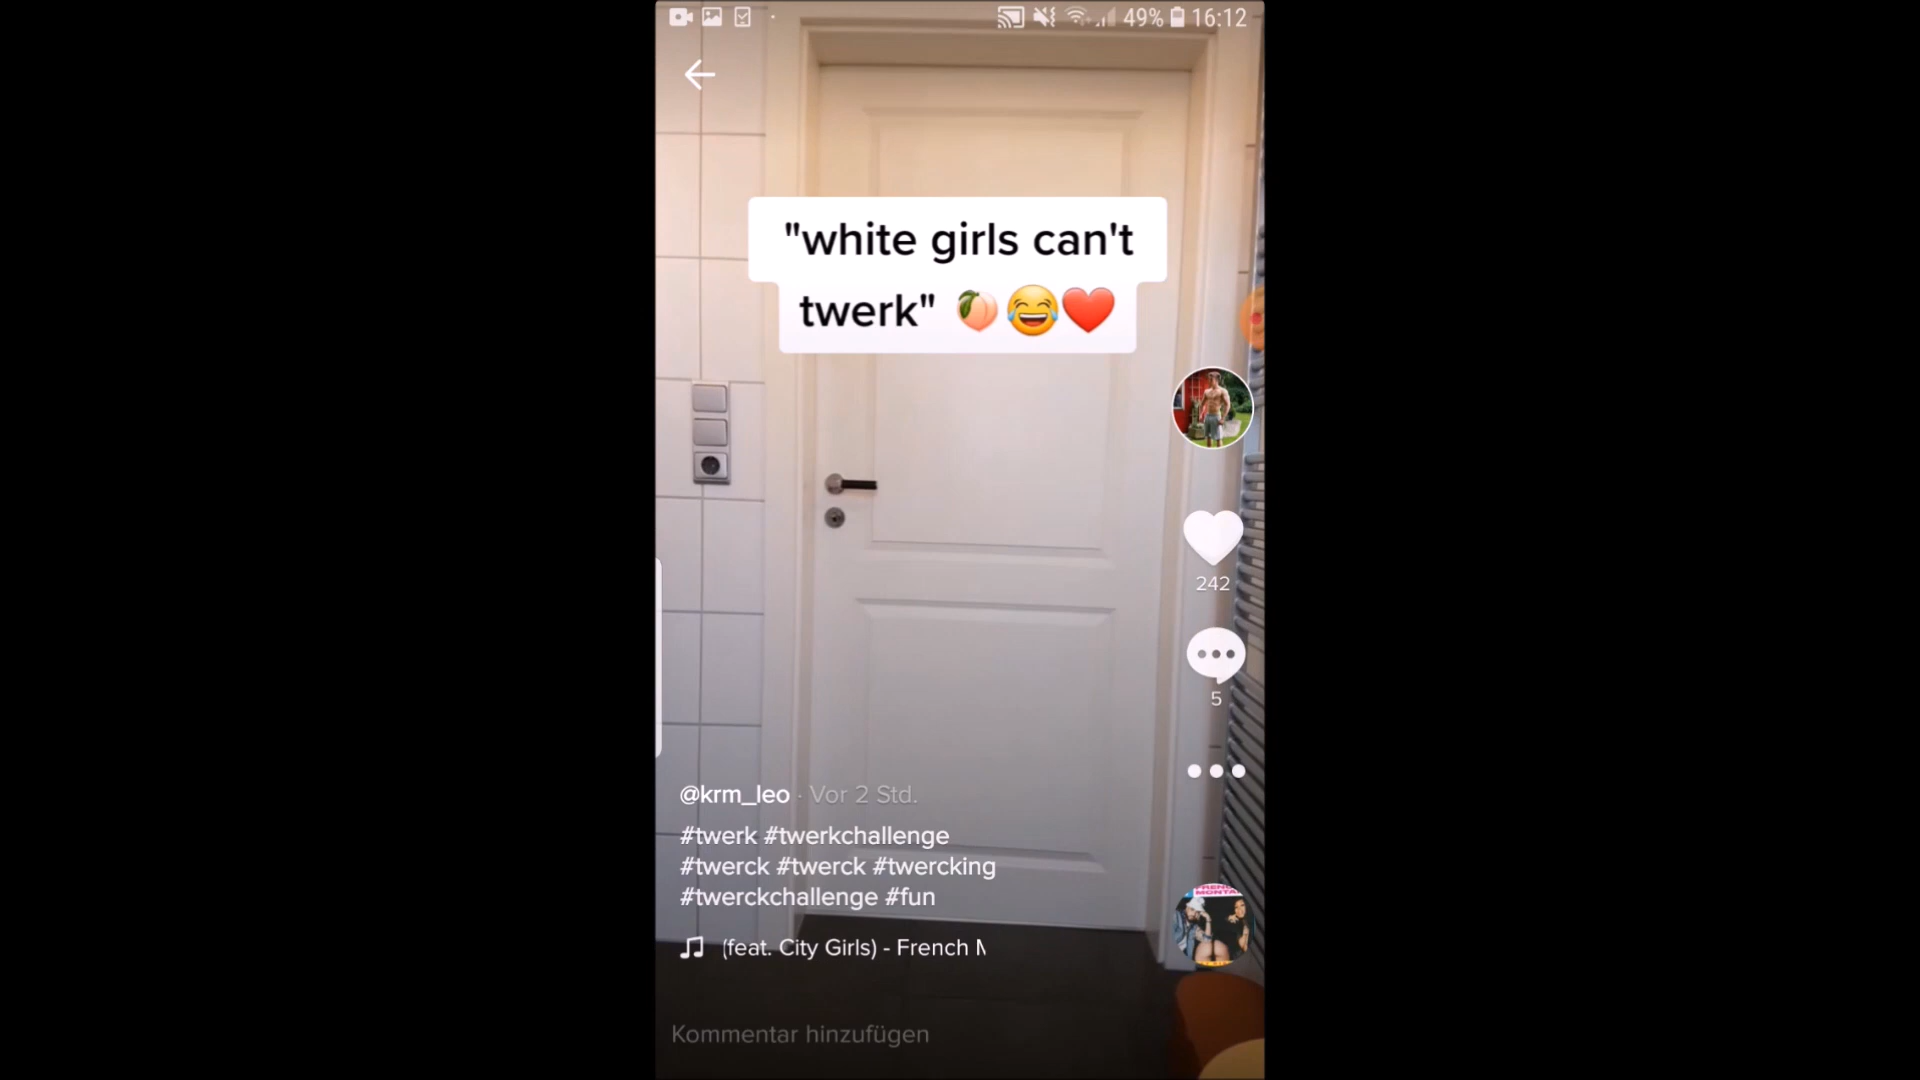 49% 16:12
"white girls can't
twerk" 🍑😂❤️
242
5
@krm_leo · Vor 2 Std.
#twerk #twerkchallenge
#twerck #twerck #twercking
#twerckchallenge #fun
(feat. City Girls) - French M
Kommentar hinzufügen